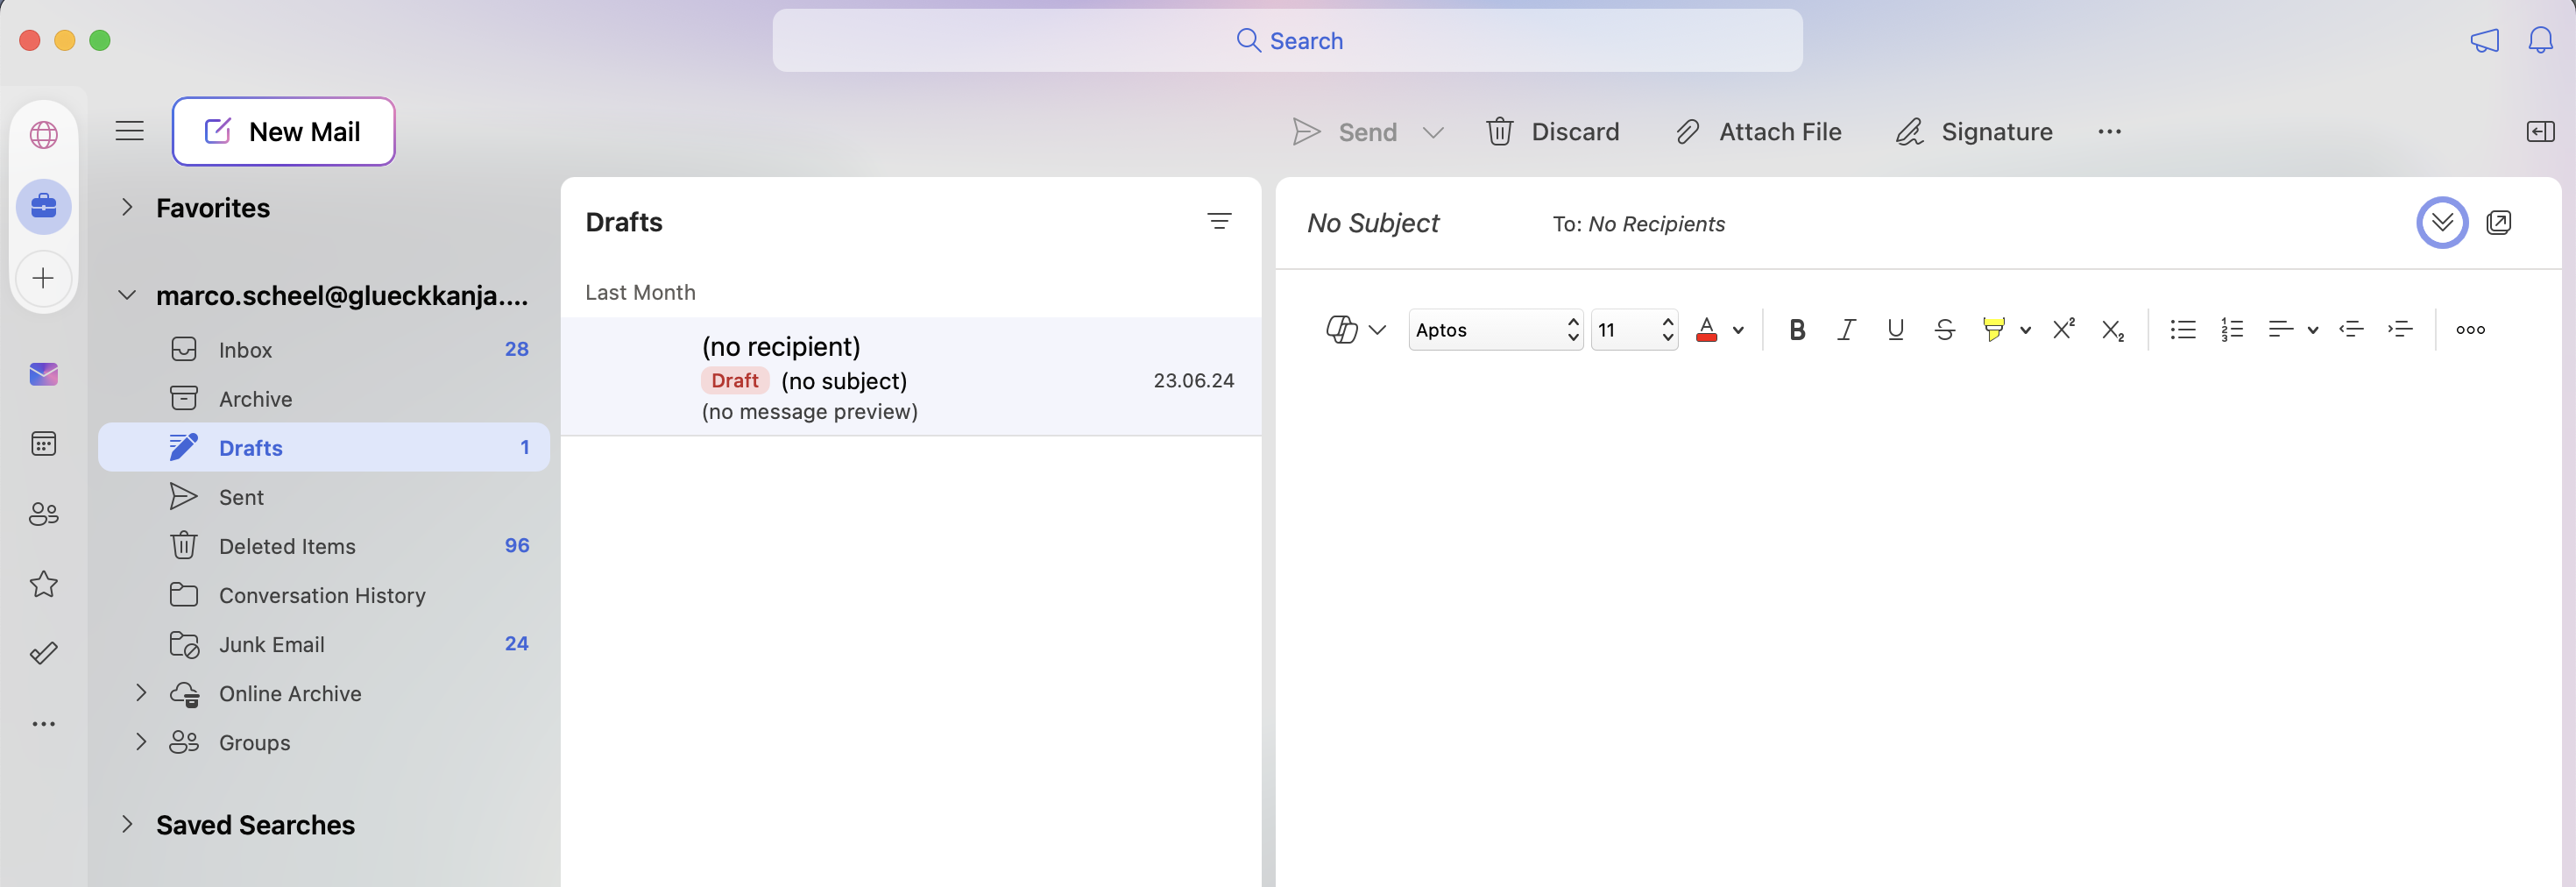 Search
New Mail
Send
Discard
Attach File
Signature
Favorites
marco.scheel@glueckkanja....
Inbox 28
Archive
Drafts 1
Sent
Deleted Items 96
Conversation History
Junk Email 24
Online Archive
Groups
Saved Searches
Drafts
Last Month
(no recipient)
Draft (no subject) 23.06.24
(no message preview)
No Subject To: No Recipients
Aptos 11 A B I U S X² X₂